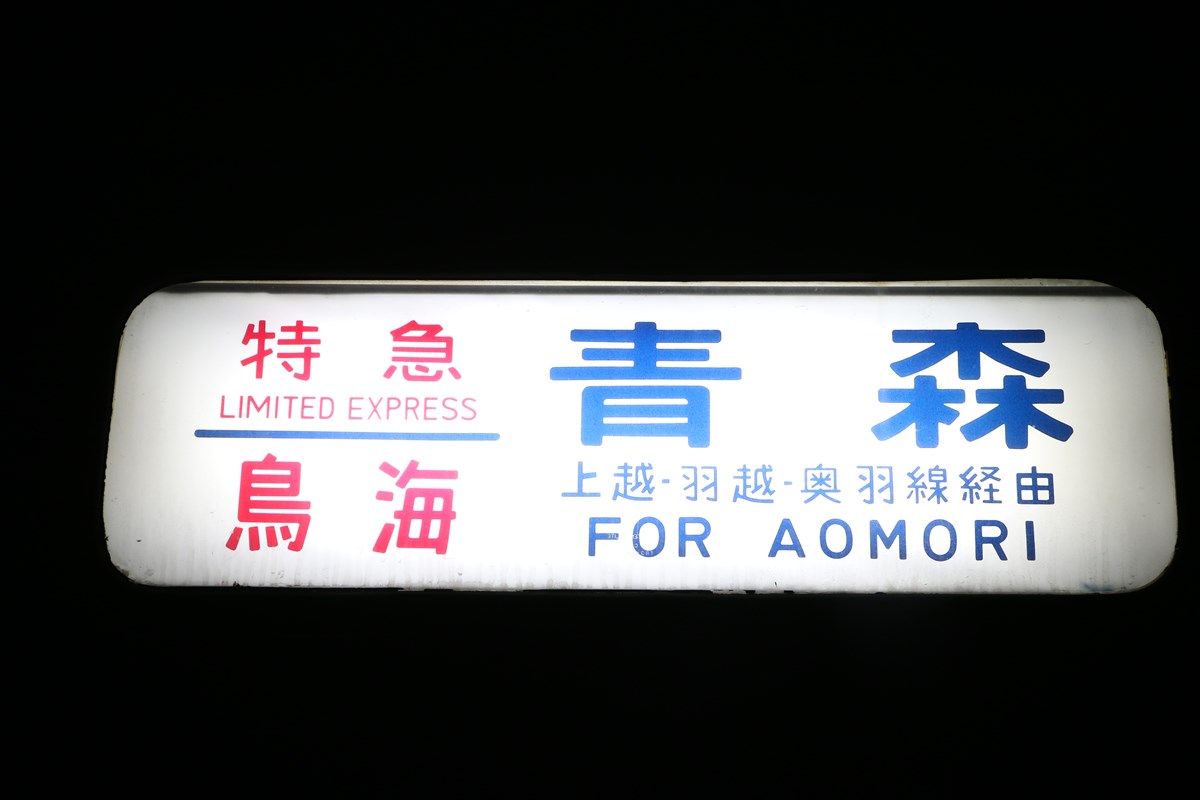 特急
LIMITED EXPRESS
鳥海
青森
上越-羽越-奥羽線経由
FOR AOMORI